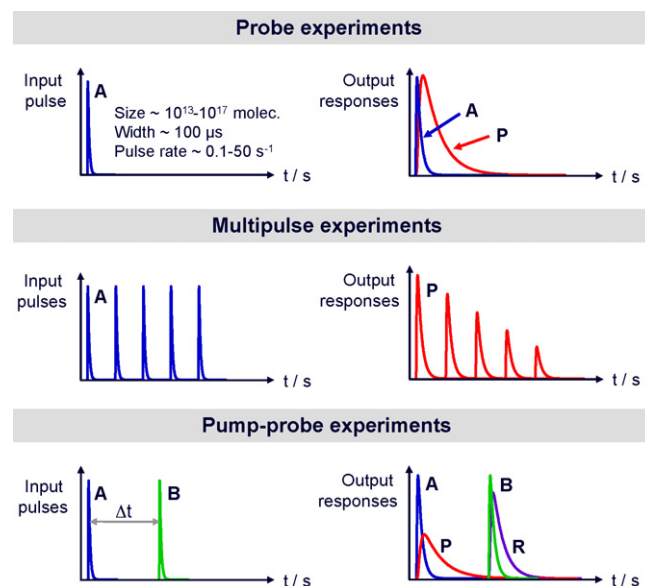 Probe experiments
Input
pulse
A
Size ~ 10¹³-10¹⁷ molec.
Width ~ 100 µs
Pulse rate ~ 0.1-50 s⁻¹
t / s
Output
responses
A
P
t / s
Multipulse experiments
Input
pulses
A
t / s
Output
responses
P
t / s
Pump-probe experiments
Input
pulses
A
B
Δt
t / s
Output
responses
A
B
P
R
t / s